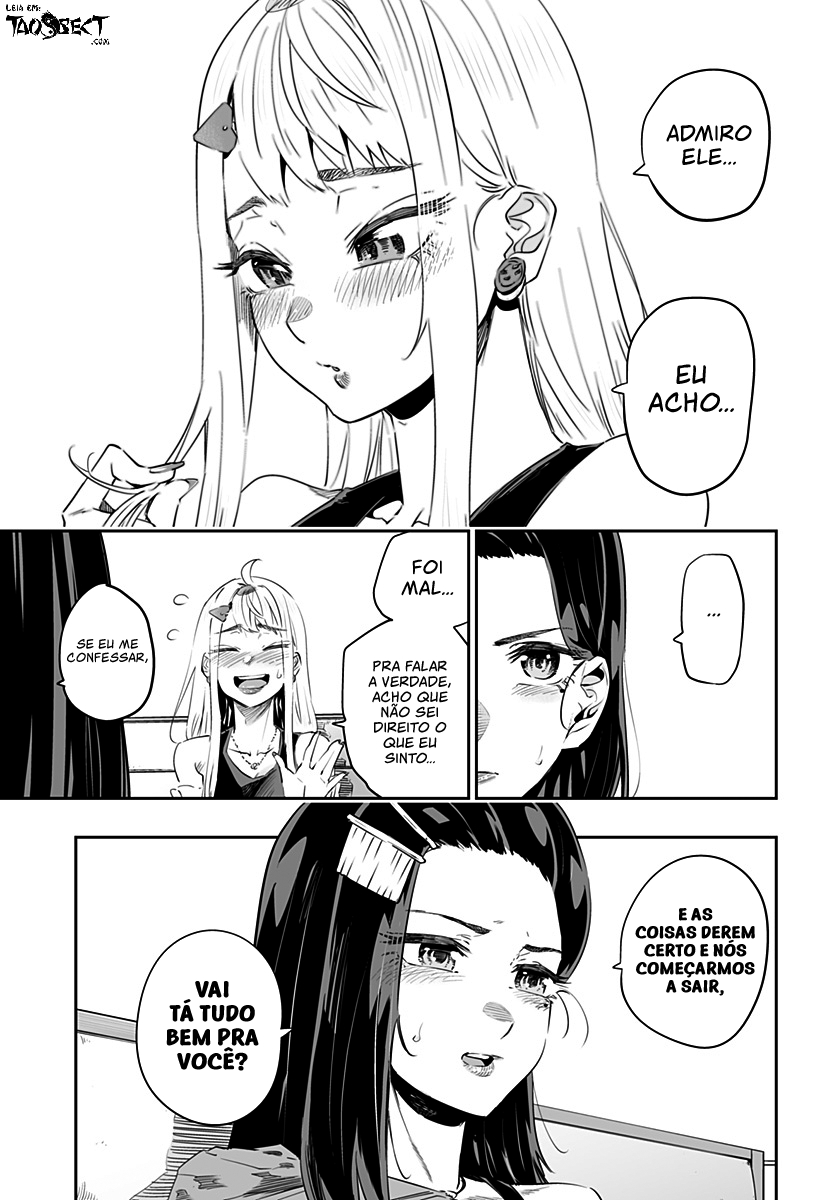 LEIA EM:
TAOSECT
.COM
ADMIRO
ELE...
EU
ACHO...
...
FOI
MAL...
PRA FALAR
A VERDADE,
ACHO QUE
NÃO SEI
DIREITO O
QUE EU
SINTO...
SE EU ME
CONFESSAR,
E AS
COISAS DEREM
CERTO E NÓS
COMEÇARMOS
A SAIR,
VAI
TÁ TUDO
BEM PRA
VOCÊ?